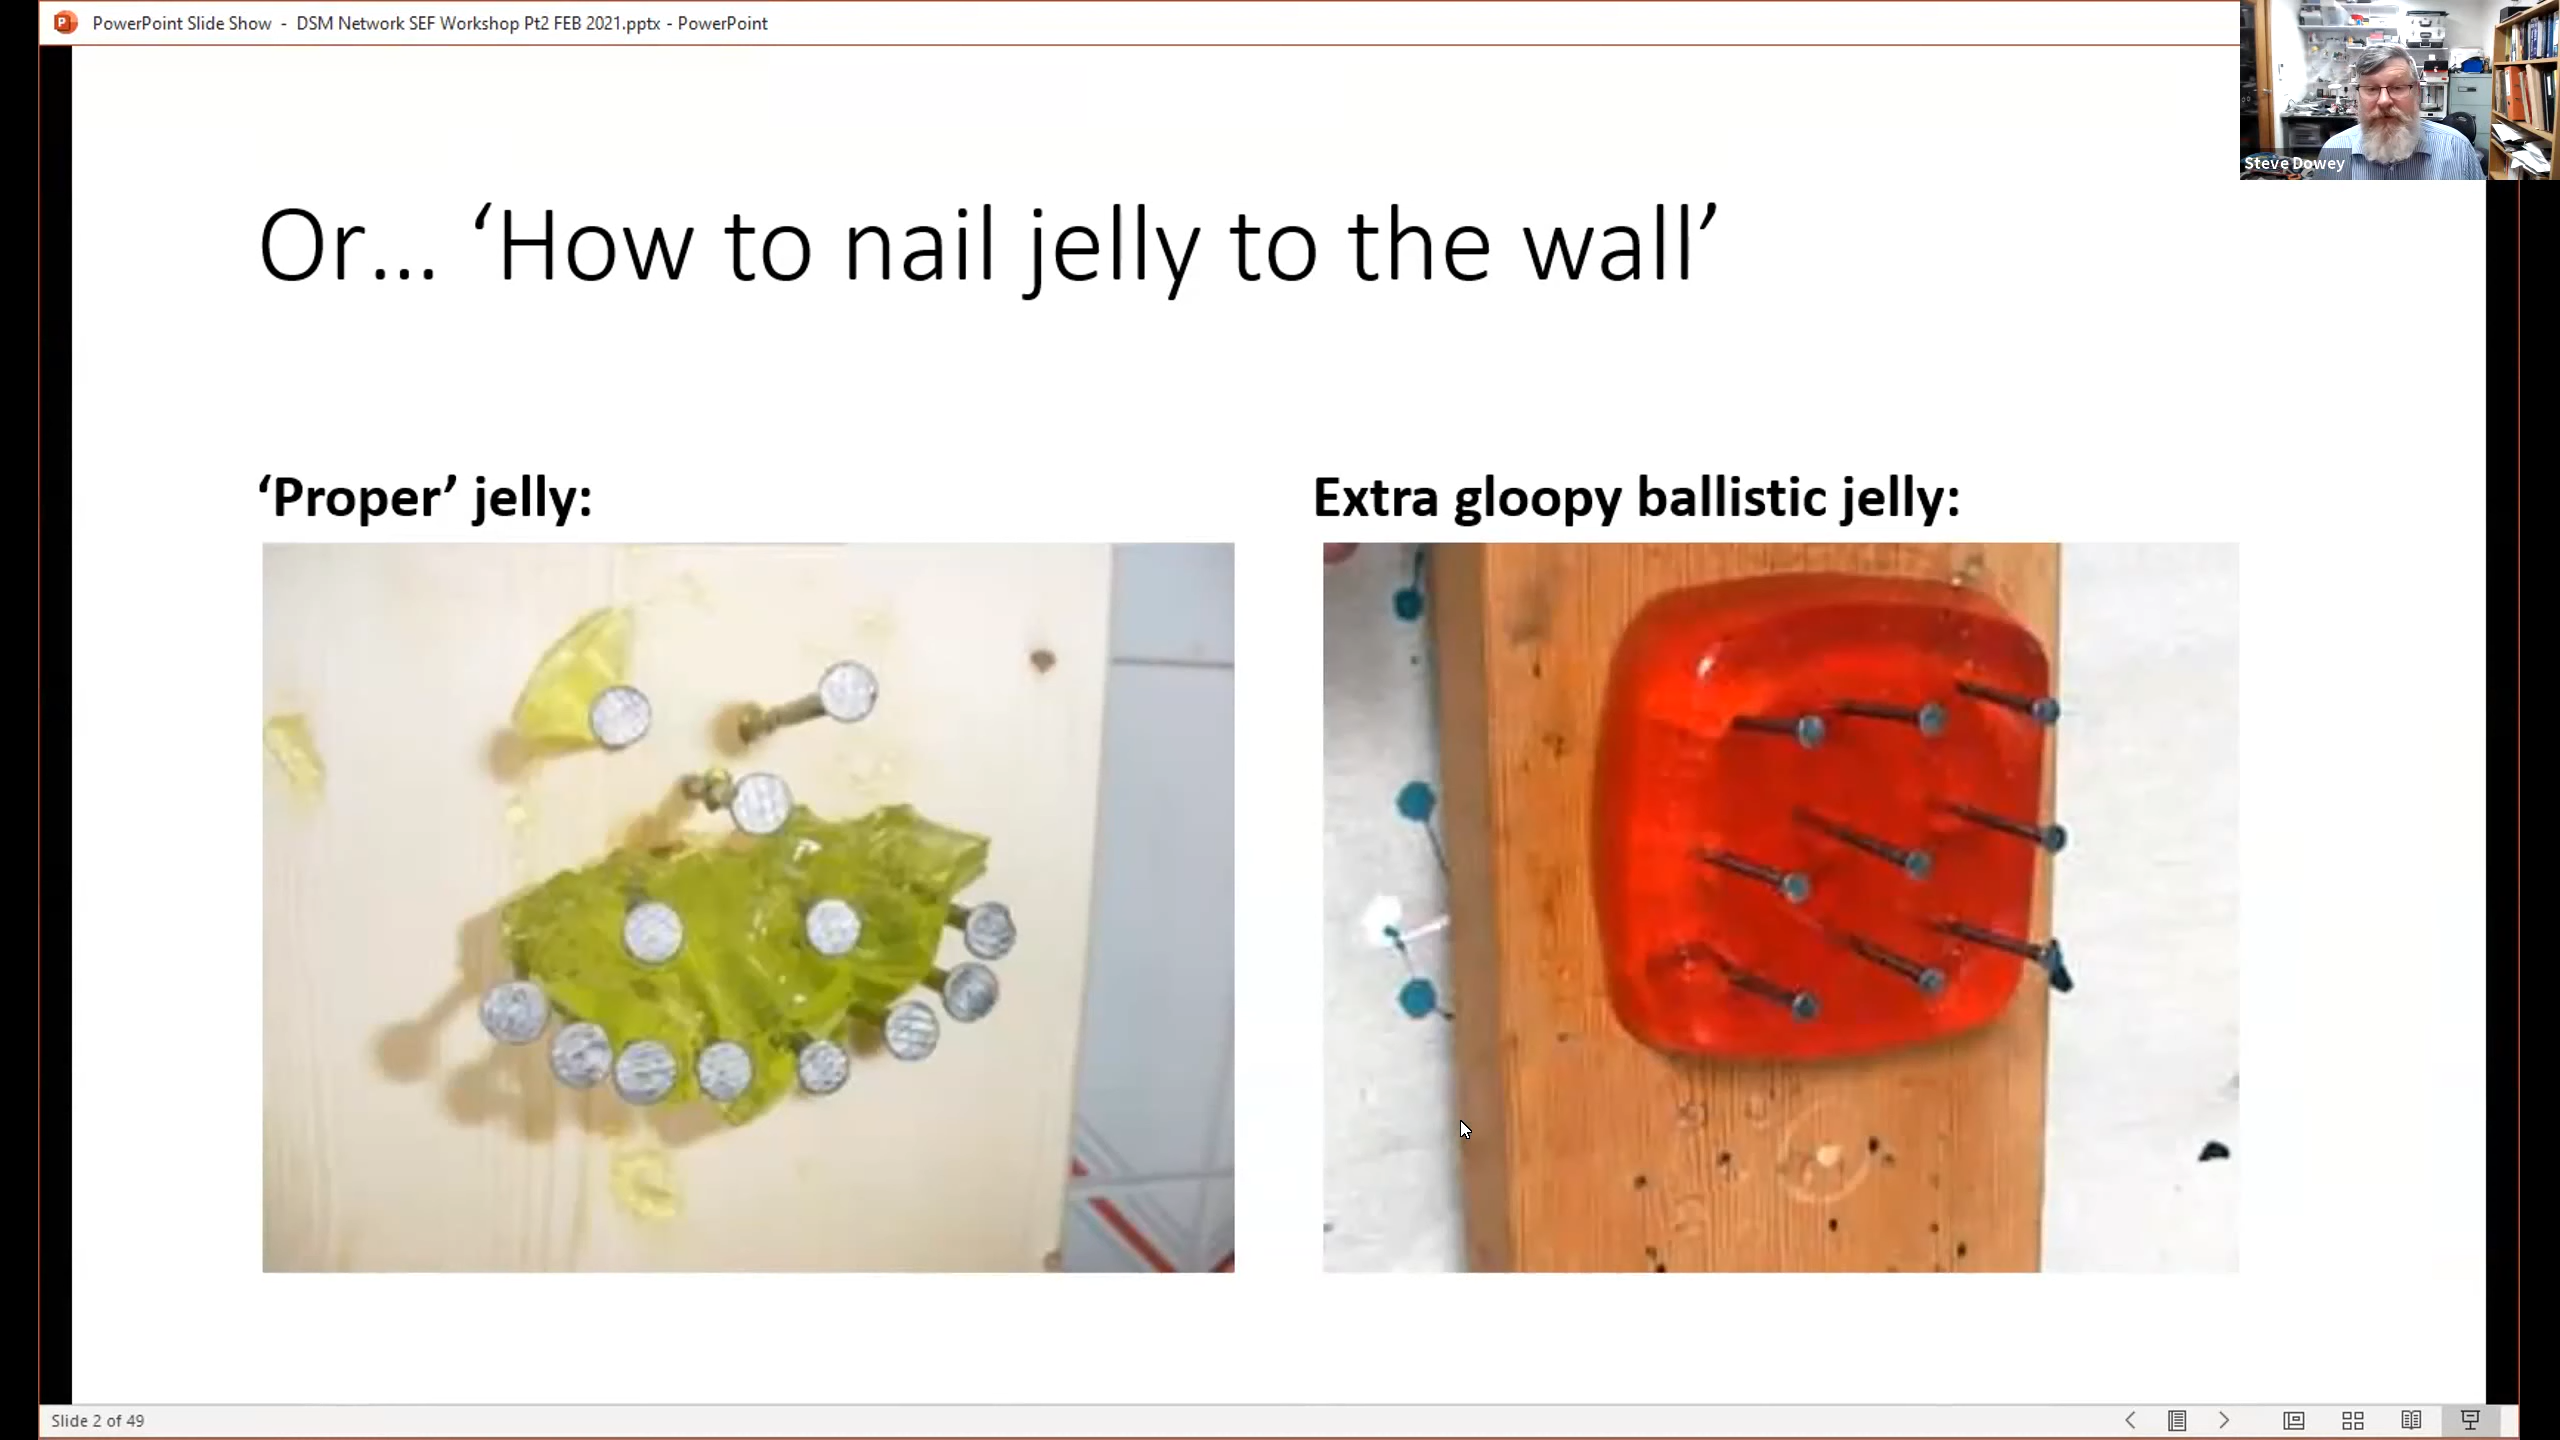 PowerPoint Slide Show - DSM Network SEF Workshop Pt2 FEB 2021.pptx - PowerPoint
Steve Dowey
Or... ‘How to nail jelly to the wall’
‘Proper’ jelly:
Extra gloopy ballistic jelly:
Slide 2 of 49